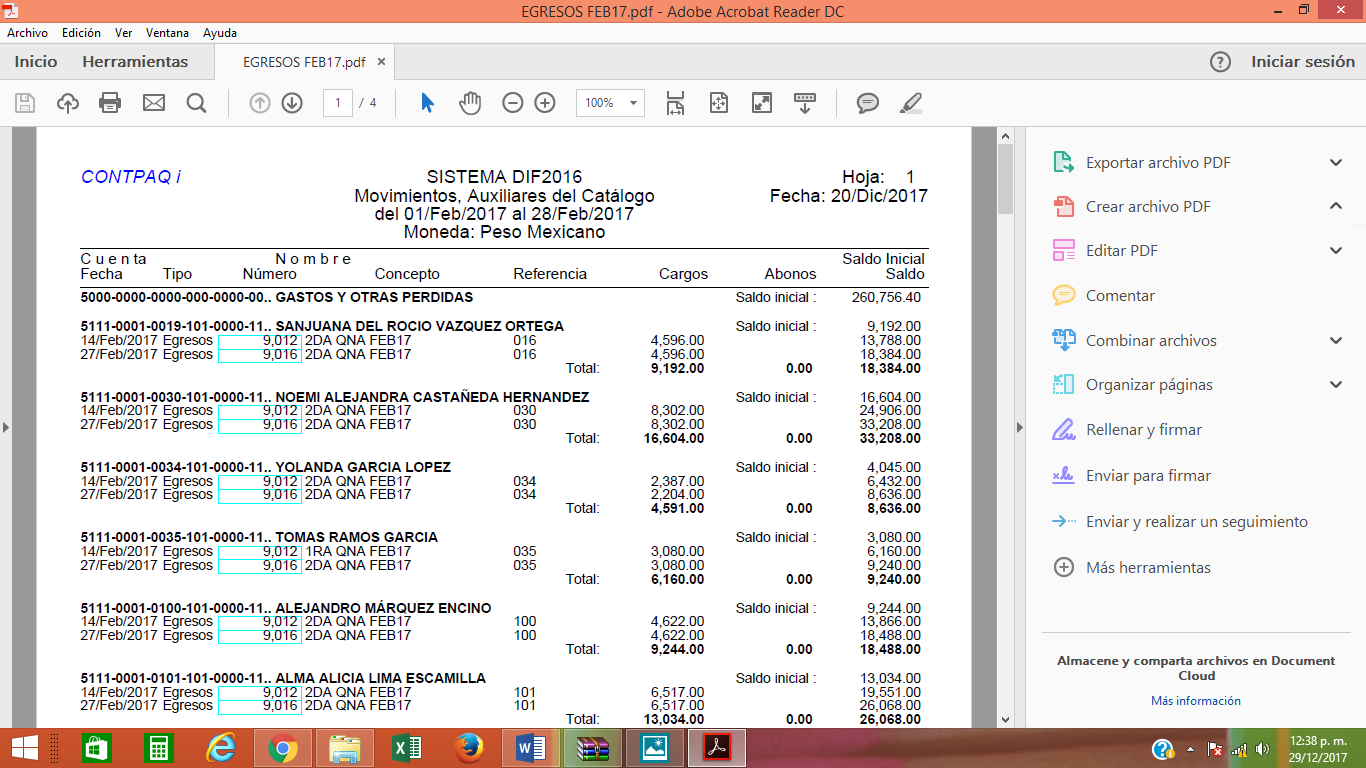 EGRESOS FEB17.pdf - Adobe Acrobat Reader DC
Archivo Edición Ver Ventana Ayuda
Inicio Herramientas EGRESOS FEB17.pdf × ? Iniciar sesión
1 / 4 100%
CONTPAQ i SISTEMA DIF2016 Hoja: 1
Movimientos, Auxiliares del Catálogo Fecha: 20/Dic/2017
del 01/Feb/2017 al 28/Feb/2017
Moneda: Peso Mexicano
C u e n t a N o m b r e Saldo Inicial
Fecha Tipo Número Concepto Referencia Cargos Abonos Saldo
5000-0000-0000-000-0000-00.. GASTOS Y OTRAS PERDIDAS Saldo inicial : 260,756.40
5111-0001-0019-101-0000-11.. SANJUANA DEL ROCIO VAZQUEZ ORTEGA Saldo inicial : 9,192.00
14/Feb/2017 Egresos 9,012 2DA QNA FEB17 016 4,596.00 13,788.00
27/Feb/2017 Egresos 9,016 2DA QNA FEB17 016 4,596.00 18,384.00
Total: 9,192.00 0.00 18,384.00
5111-0001-0030-101-0000-11.. NOEMI ALEJANDRA CASTAÑEDA HERNANDEZ Saldo inicial : 16,604.00
14/Feb/2017 Egresos 9,012 2DA QNA FEB17 030 8,302.00 24,906.00
27/Feb/2017 Egresos 9,016 2DA QNA FEB17 030 8,302.00 33,208.00
Total: 16,604.00 0.00 33,208.00
5111-0001-0034-101-0000-11.. YOLANDA GARCIA LOPEZ Saldo inicial : 4,045.00
14/Feb/2017 Egresos 9,012 2DA QNA FEB17 034 2,387.00 6,432.00
27/Feb/2017 Egresos 9,016 2DA QNA FEB17 034 2,204.00 8,636.00
Total: 4,591.00 0.00 8,636.00
5111-0001-0035-101-0000-11.. TOMAS RAMOS GARCIA Saldo inicial : 3,080.00
14/Feb/2017 Egresos 9,012 1RA QNA FEB17 035 3,080.00 6,160.00
27/Feb/2017 Egresos 9,016 2DA QNA FEB17 035 3,080.00 9,240.00
Total: 6,160.00 0.00 9,240.00
5111-0001-0100-101-0000-11.. ALEJANDRO MÁRQUEZ ENCINO Saldo inicial : 9,244.00
14/Feb/2017 Egresos 9,012 2DA QNA FEB17 100 4,622.00 13,866.00
27/Feb/2017 Egresos 9,016 2DA QNA FEB17 100 4,622.00 18,488.00
Total: 9,244.00 0.00 18,488.00
5111-0001-0101-101-0000-11.. ALMA ALICIA LIMA ESCAMILLA Saldo inicial : 13,034.00
14/Feb/2017 Egresos 9,012 2DA QNA FEB17 101 6,517.00 19,551.00
27/Feb/2017 Egresos 9,016 2DA QNA FEB17 101 6,517.00 26,068.00
Total: 13,034.00 0.00 26,068.00
Exportar archivo PDF
Crear archivo PDF
Editar PDF
Comentar
Combinar archivos
Organizar páginas
Rellenar y firmar
Enviar para firmar
Enviar y realizar un seguimiento
Más herramientas
Almacene y comparta archivos en Document
Cloud
Más información
12:38 p. m.
29/12/2017